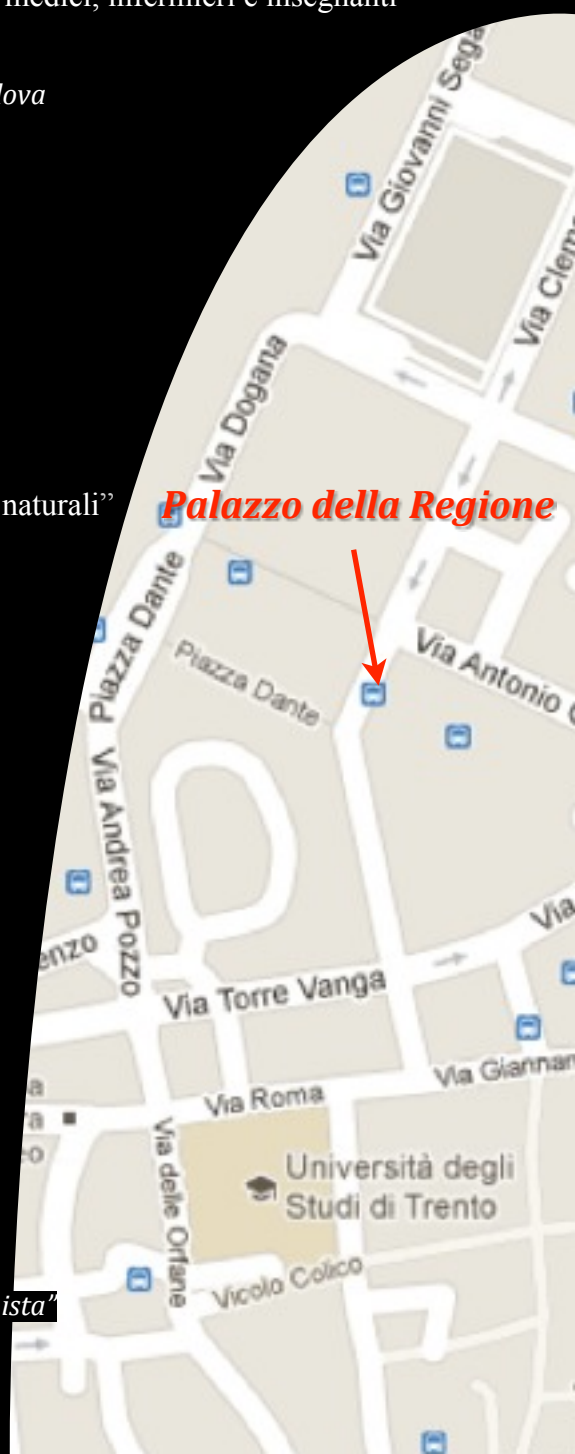 medici, infermieri e insegnanti
Via Giovanni Sega
Via Clem
Via Dogana
naturali”
Palazzo della Regione
Piazza Dante
Piazza Dante
Via Antonio
Via Andrea Pozzo
enzo
Via
Via Torre Vanga
Via Roma
Via Giannan
Via delle Orfane
Università degli
Studi di Trento
Vicolo Colico
ista”